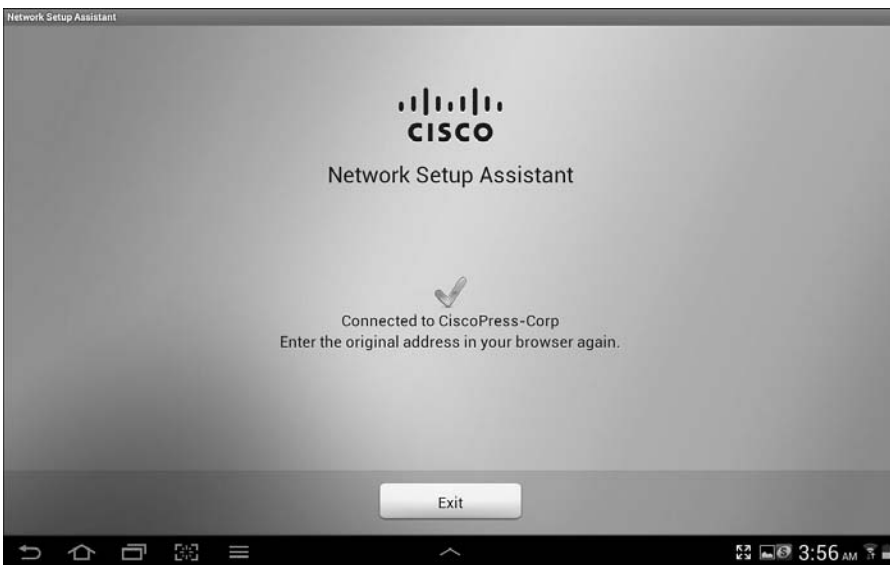 Network Setup Assistant
CISCO
Network Setup Assistant
Connected to CiscoPress-Corp
Enter the original address in your browser again.
Exit
3:56 AM